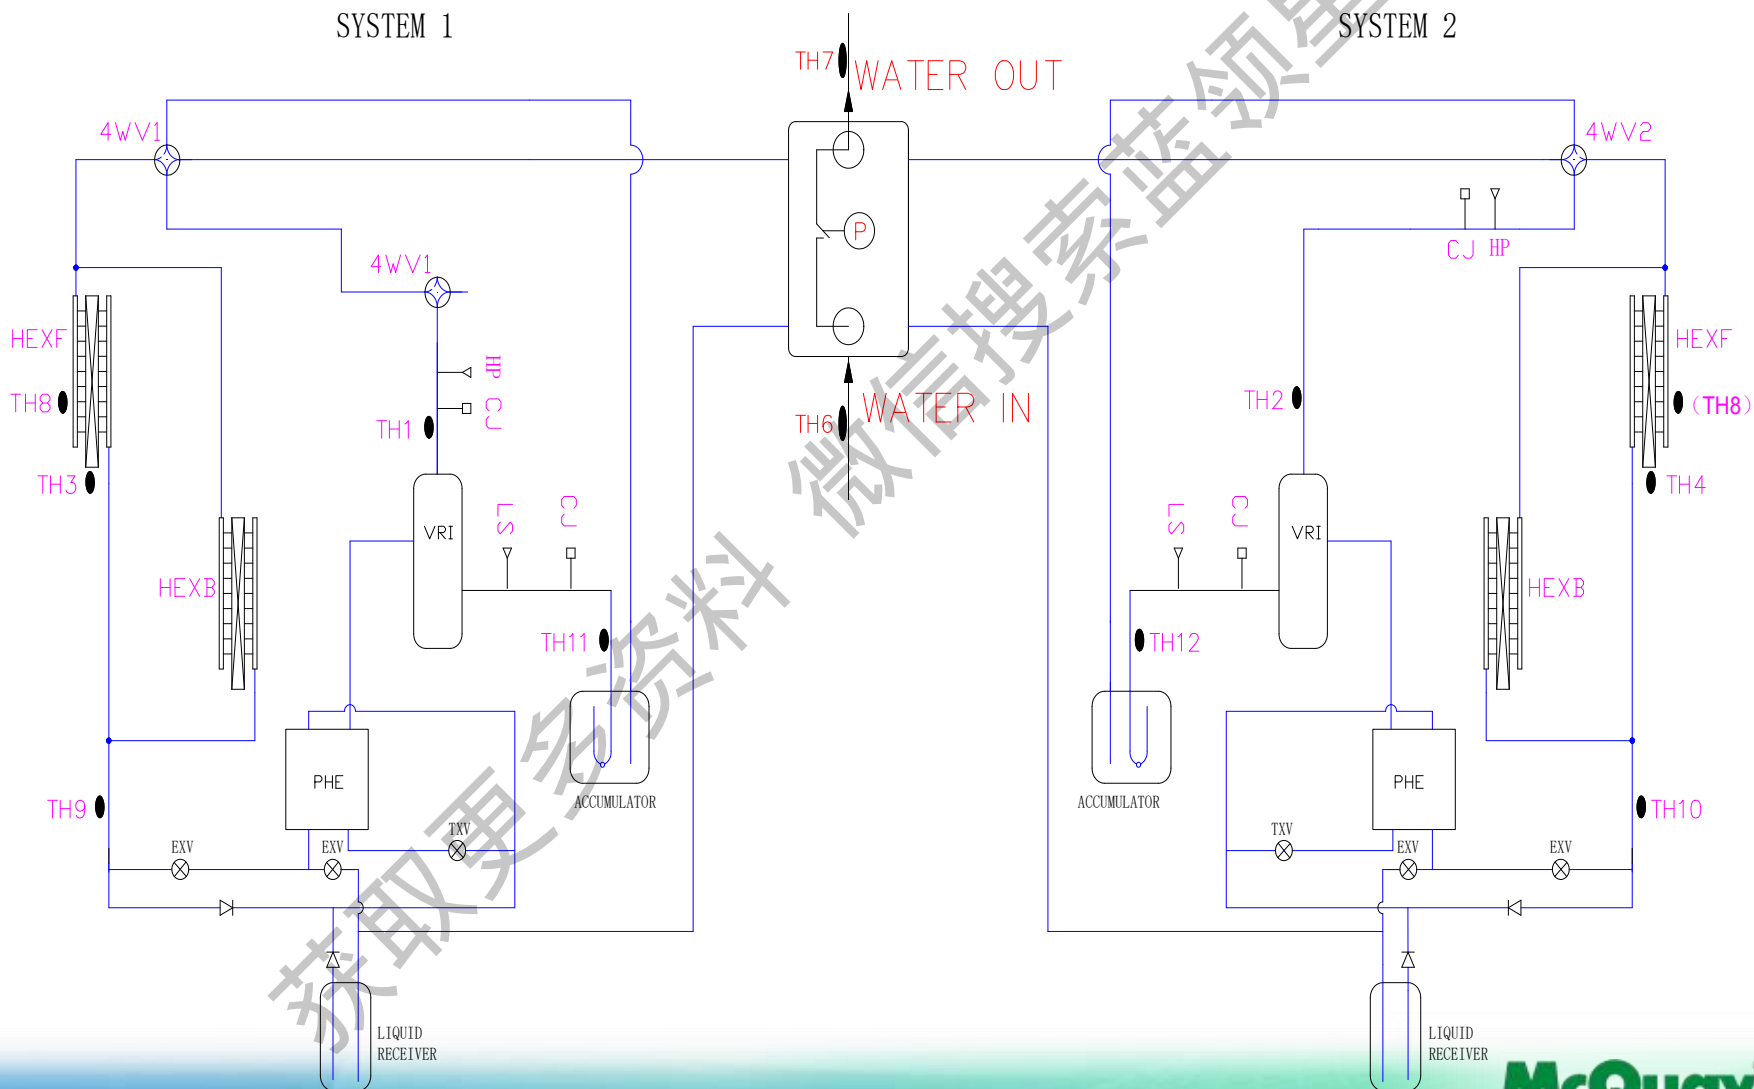 SYSTEM 1
SYSTEM 2
TH7
WATER OUT
4WV1
4WV2
P
CJ
HP
4WV1
HEXF
HP
HEXF
TH8
CJ
TH2
(TH8)
TH1
TH6
WATER IN
TH3
TH4
LS
CJ
VRI
LS
CJ
VRI
HEXB
HEXB
TH11
TH12
PHE
PHE
ACCUMULATOR
ACCUMULATOR
TH9
TH10
EXV
EXV
TXV
TXV
EXV
EXV
LIQUID
RECEIVER
LIQUID
RECEIVER
McQuay
获取更多资料 微信搜索蓝领星